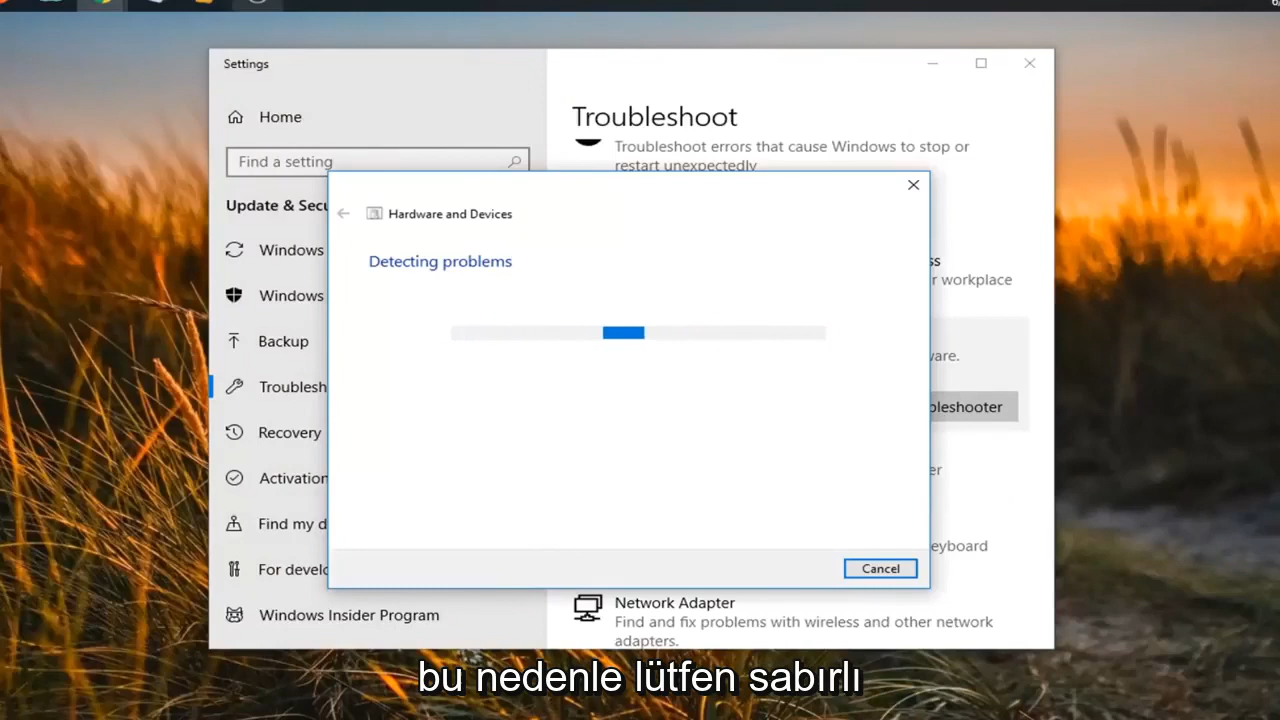 Settings
Home
Find a setting
Update & Secu
Windows
Windows
Backup
Troublesh
Recovery
Activation
Find my d
For develo
Windows Insider Program
Troubleshoot
Troubleshoot errors that cause Windows to stop or
restart unexpectedly
ss
r workplace
vare.
bleshooter
er
eyboard
Network Adapter
Find and fix problems with wireless and other network
adapters.
Hardware and Devices
Detecting problems
Cancel
bu nedenle lütfen sabırlı